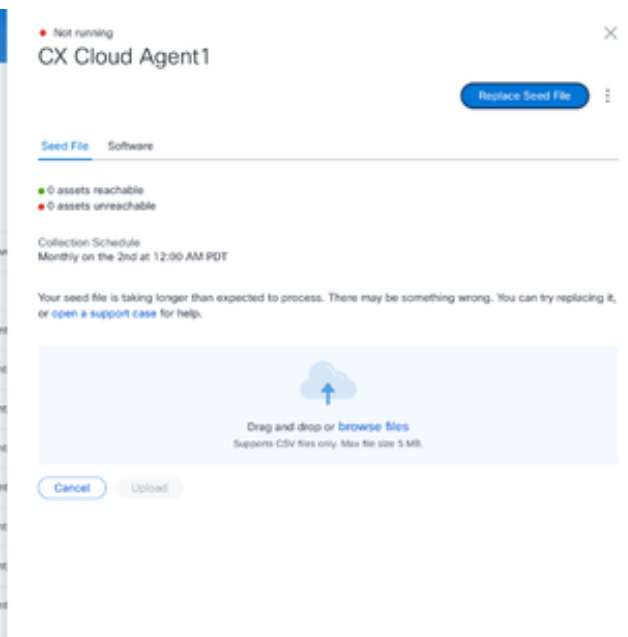 Not running
CX Cloud Agent1
Replace Seed File
Seed File Software
0 assets reachable
0 assets unreachable
Collection Schedule
Monthly on the 2nd at 12:00 AM PDT
Your seed file is taking longer than expected to process. There may be something wrong. You can try replacing it,
or open a support case for help.
Drag and drop or browse files
Supports CSV files only. Max file size 5 MB.
Cancel Upload